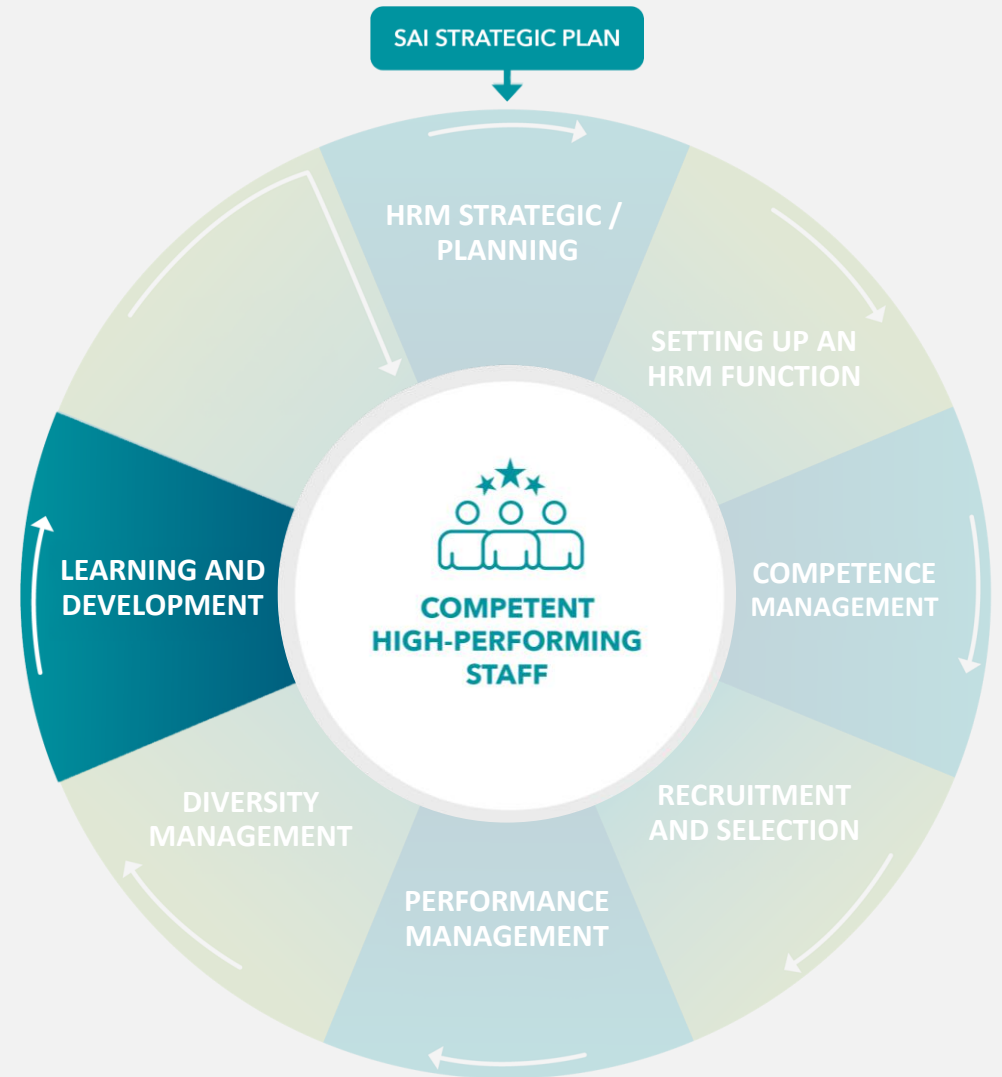 SAI STRATEGIC PLAN
HRM STRATEGIC /
PLANNING
SETTING UP AN
HRM FUNCTION
COMPETENCE
MANAGEMENT
RECRUITMENT
AND SELECTION
PERFORMANCE
MANAGEMENT
DIVERSITY
MANAGEMENT
LEARNING AND
DEVELOPMENT
COMPETENT
HIGH-PERFORMING
STAFF